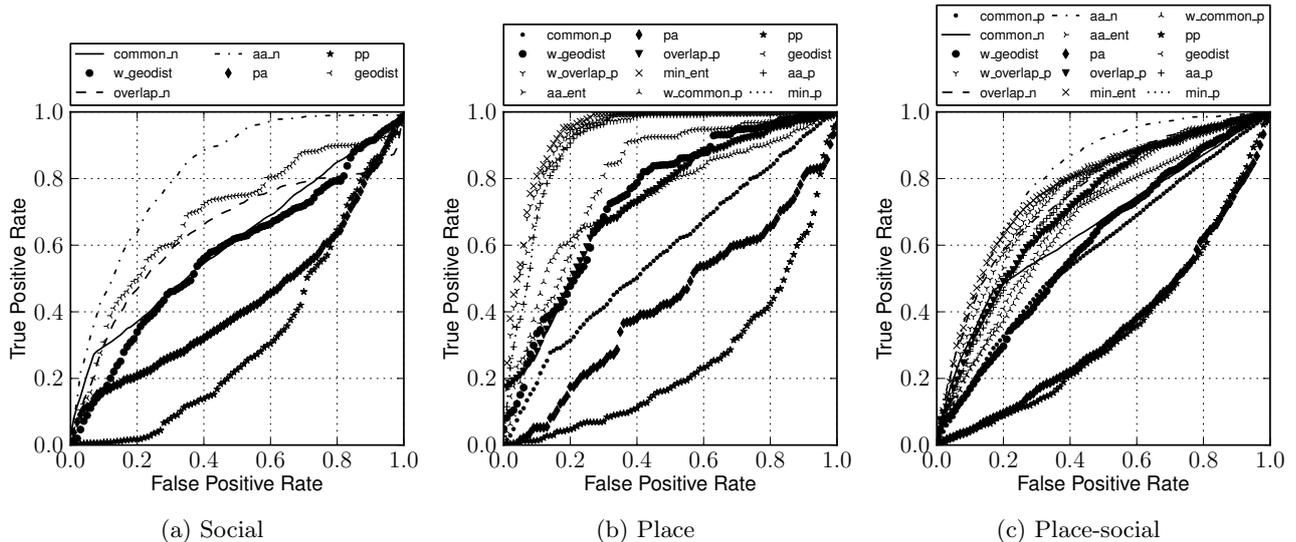 common_n aa_n pp
w_geodist pa geodist
overlap_n
True Positive Rate
1.0
0.8
0.6
0.4
0.2
0.0
0.0 0.2 0.4 0.6 0.8 1.0
False Positive Rate
(a) Social
common_p pa pp
w_geodist overlap_p geodist
w_overlap_p min_ent aa_p
aa_ent w_common_p min_p
True Positive Rate
1.0
0.8
0.6
0.4
0.2
0.0
0.0 0.2 0.4 0.6 0.8 1.0
False Positive Rate
(b) Place
common_p aa_n w_common_p
common_n aa_ent pp
w_geodist pa geodist
w_overlap_p overlap_p aa_p
overlap_n min_ent min_p
True Positive Rate
1.0
0.8
0.6
0.4
0.2
0.0
0.0 0.2 0.4 0.6 0.8 1.0
False Positive Rate
(c) Place-social